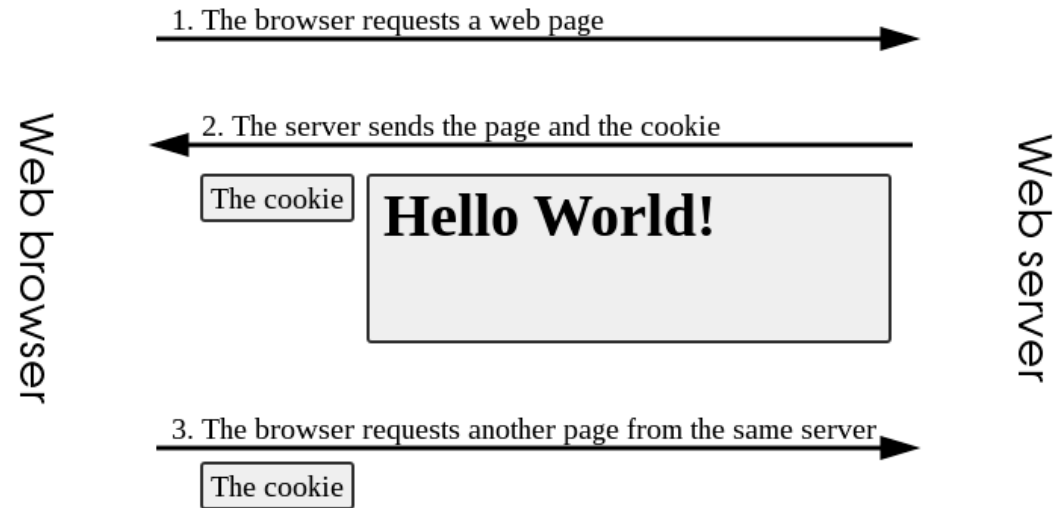 1. The browser requests a web page
2. The server sends the page and the cookie
The cookie
Hello World!
Web browser
Web server
3. The browser requests another page from the same server
The cookie